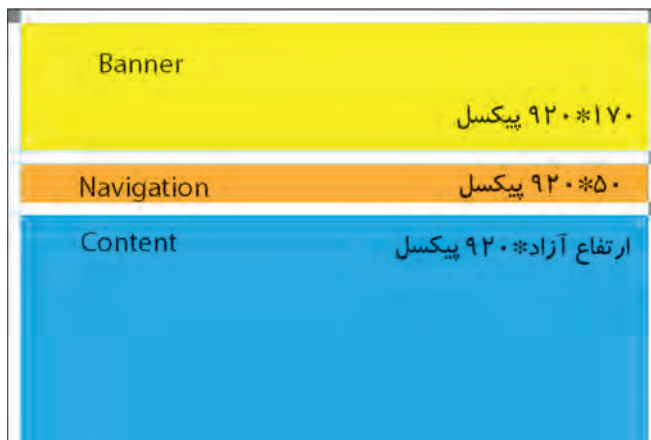 Banner
۹۲۰*۱۷۰ پیکسل
Navigation
۹۲۰*۵۰ پیکسل
Content
ارتفاع آزاد*۹۲۰ پیکسل